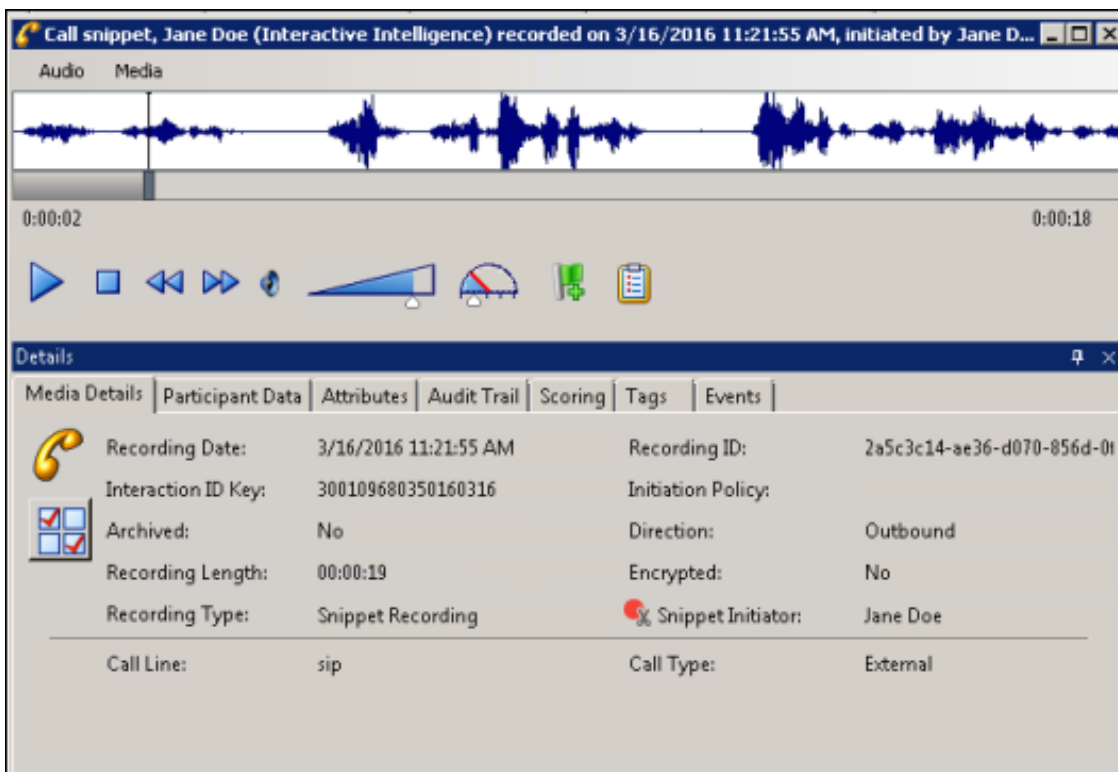 Call snippet, Jane Doe (Interactive Intelligence) recorded on 3/16/2016 11:21:55 AM, initiated by Jane D...
Audio Media
0:00:02 0:00:18
Details
Media Details Participant Data Attributes Audit Trail Scoring Tags Events
Recording Date: 3/16/2016 11:21:55 AM Recording ID: 2a5c3c14-ae36-d070-856d-
Interaction ID Key: 300109680350160316 Initiation Policy:
Archived: No Direction: Outbound
Recording Length: 00:00:19 Encrypted: No
Recording Type: Snippet Recording Snippet Initiator: Jane Doe
Call Line: sip Call Type: External